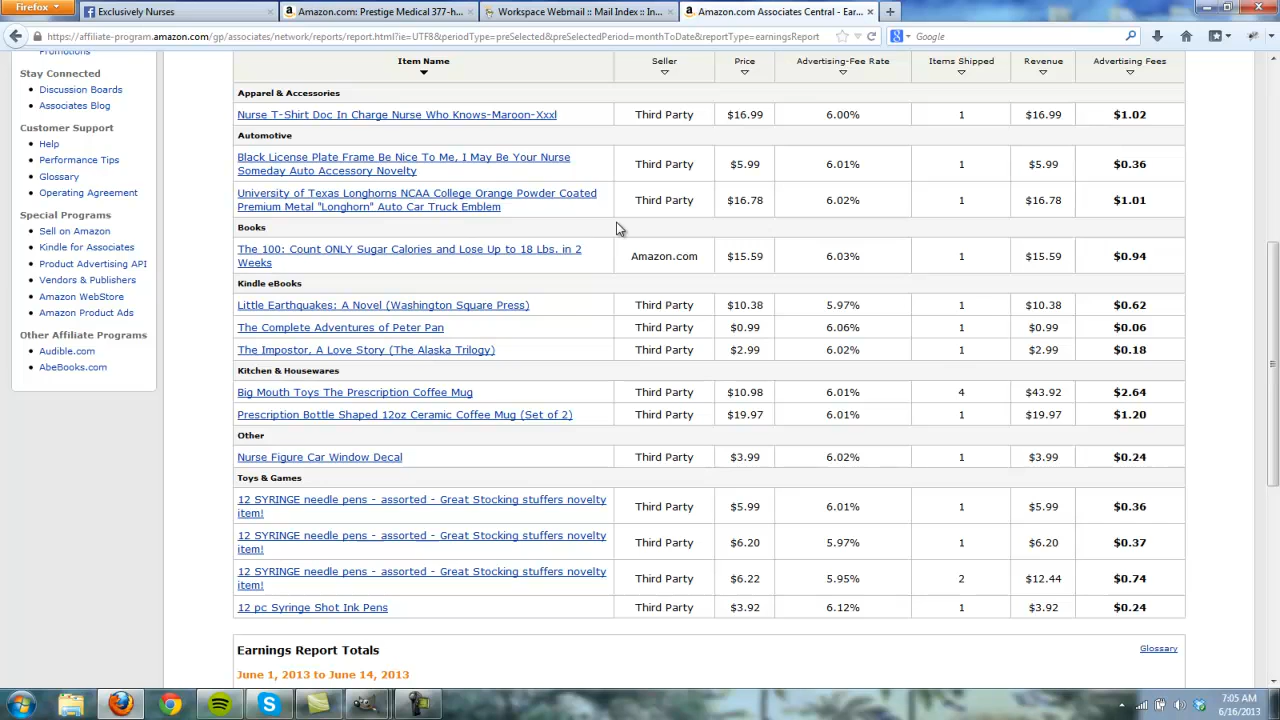 Firefox
Exclusively Nurses
Amazon.com: Prestige Medical 377-h...
Workspace Webmail :: Mail Index :: In...
Amazon.com Associates Central - Ear...
https://affiliate-program.amazon.com/gp/associates/network/reports/report.html?ie=UTF8&periodType=preSelected&preSelectedPeriod=monthToDate&reportType=earningsReport
Google
Promotions
Stay Connected
Discussion Boards
Associates Blog
Customer Support
Help
Performance Tips
Glossary
Operating Agreement
Special Programs
Sell on Amazon
Kindle for Associates
Product Advertising API
Vendors & Publishers
Amazon WebStore
Amazon Product Ads
Other Affiliate Programs
Audible.com
AbeBooks.com
Item Name Seller Price Advertising-Fee Rate Items Shipped Revenue Advertising Fees
Apparel & Accessories
Nurse T-Shirt Doc In Charge Nurse Who Knows-Maroon-Xxxl Third Party $16.99 6.00% 1 $16.99 $1.02
Automotive
Black License Plate Frame Be Nice To Me, I May Be Your Nurse
Someday Auto Accessory Novelty Third Party $5.99 6.01% 1 $5.99 $0.36
University of Texas Longhorns NCAA College Orange Powder Coated
Premium Metal "Longhorn" Auto Car Truck Emblem Third Party $16.78 6.02% 1 $16.78 $1.01
Books
The 100: Count ONLY Sugar Calories and Lose Up to 18 Lbs. in 2
Weeks Amazon.com $15.59 6.03% 1 $15.59 $0.94
Kindle eBooks
Little Earthquakes: A Novel (Washington Square Press) Third Party $10.38 5.97% 1 $10.38 $0.62
The Complete Adventures of Peter Pan Third Party $0.99 6.06% 1 $0.99 $0.06
The Impostor, A Love Story (The Alaska Trilogy) Third Party $2.99 6.02% 1 $2.99 $0.18
Kitchen & Housewares
Big Mouth Toys The Prescription Coffee Mug Third Party $10.98 6.01% 4 $43.92 $2.64
Prescription Bottle Shaped 12oz Ceramic Coffee Mug (Set of 2) Third Party $19.97 6.01% 1 $19.97 $1.20
Other
Nurse Figure Car Window Decal Third Party $3.99 6.02% 1 $3.99 $0.24
Toys & Games
12 SYRINGE needle pens - assorted - Great Stocking stuffers novelty
item! Third Party $5.99 6.01% 1 $5.99 $0.36
12 SYRINGE needle pens - assorted - Great Stocking stuffers novelty
item! Third Party $6.20 5.97% 1 $6.20 $0.37
12 SYRINGE needle pens - assorted - Great Stocking stuffers novelty
item! Third Party $6.22 5.95% 2 $12.44 $0.74
12 pc Syringe Shot Ink Pens Third Party $3.92 6.12% 1 $3.92 $0.24
Earnings Report Totals Glossary
June 1, 2013 to June 14, 2013
7:05 AM
6/16/2013